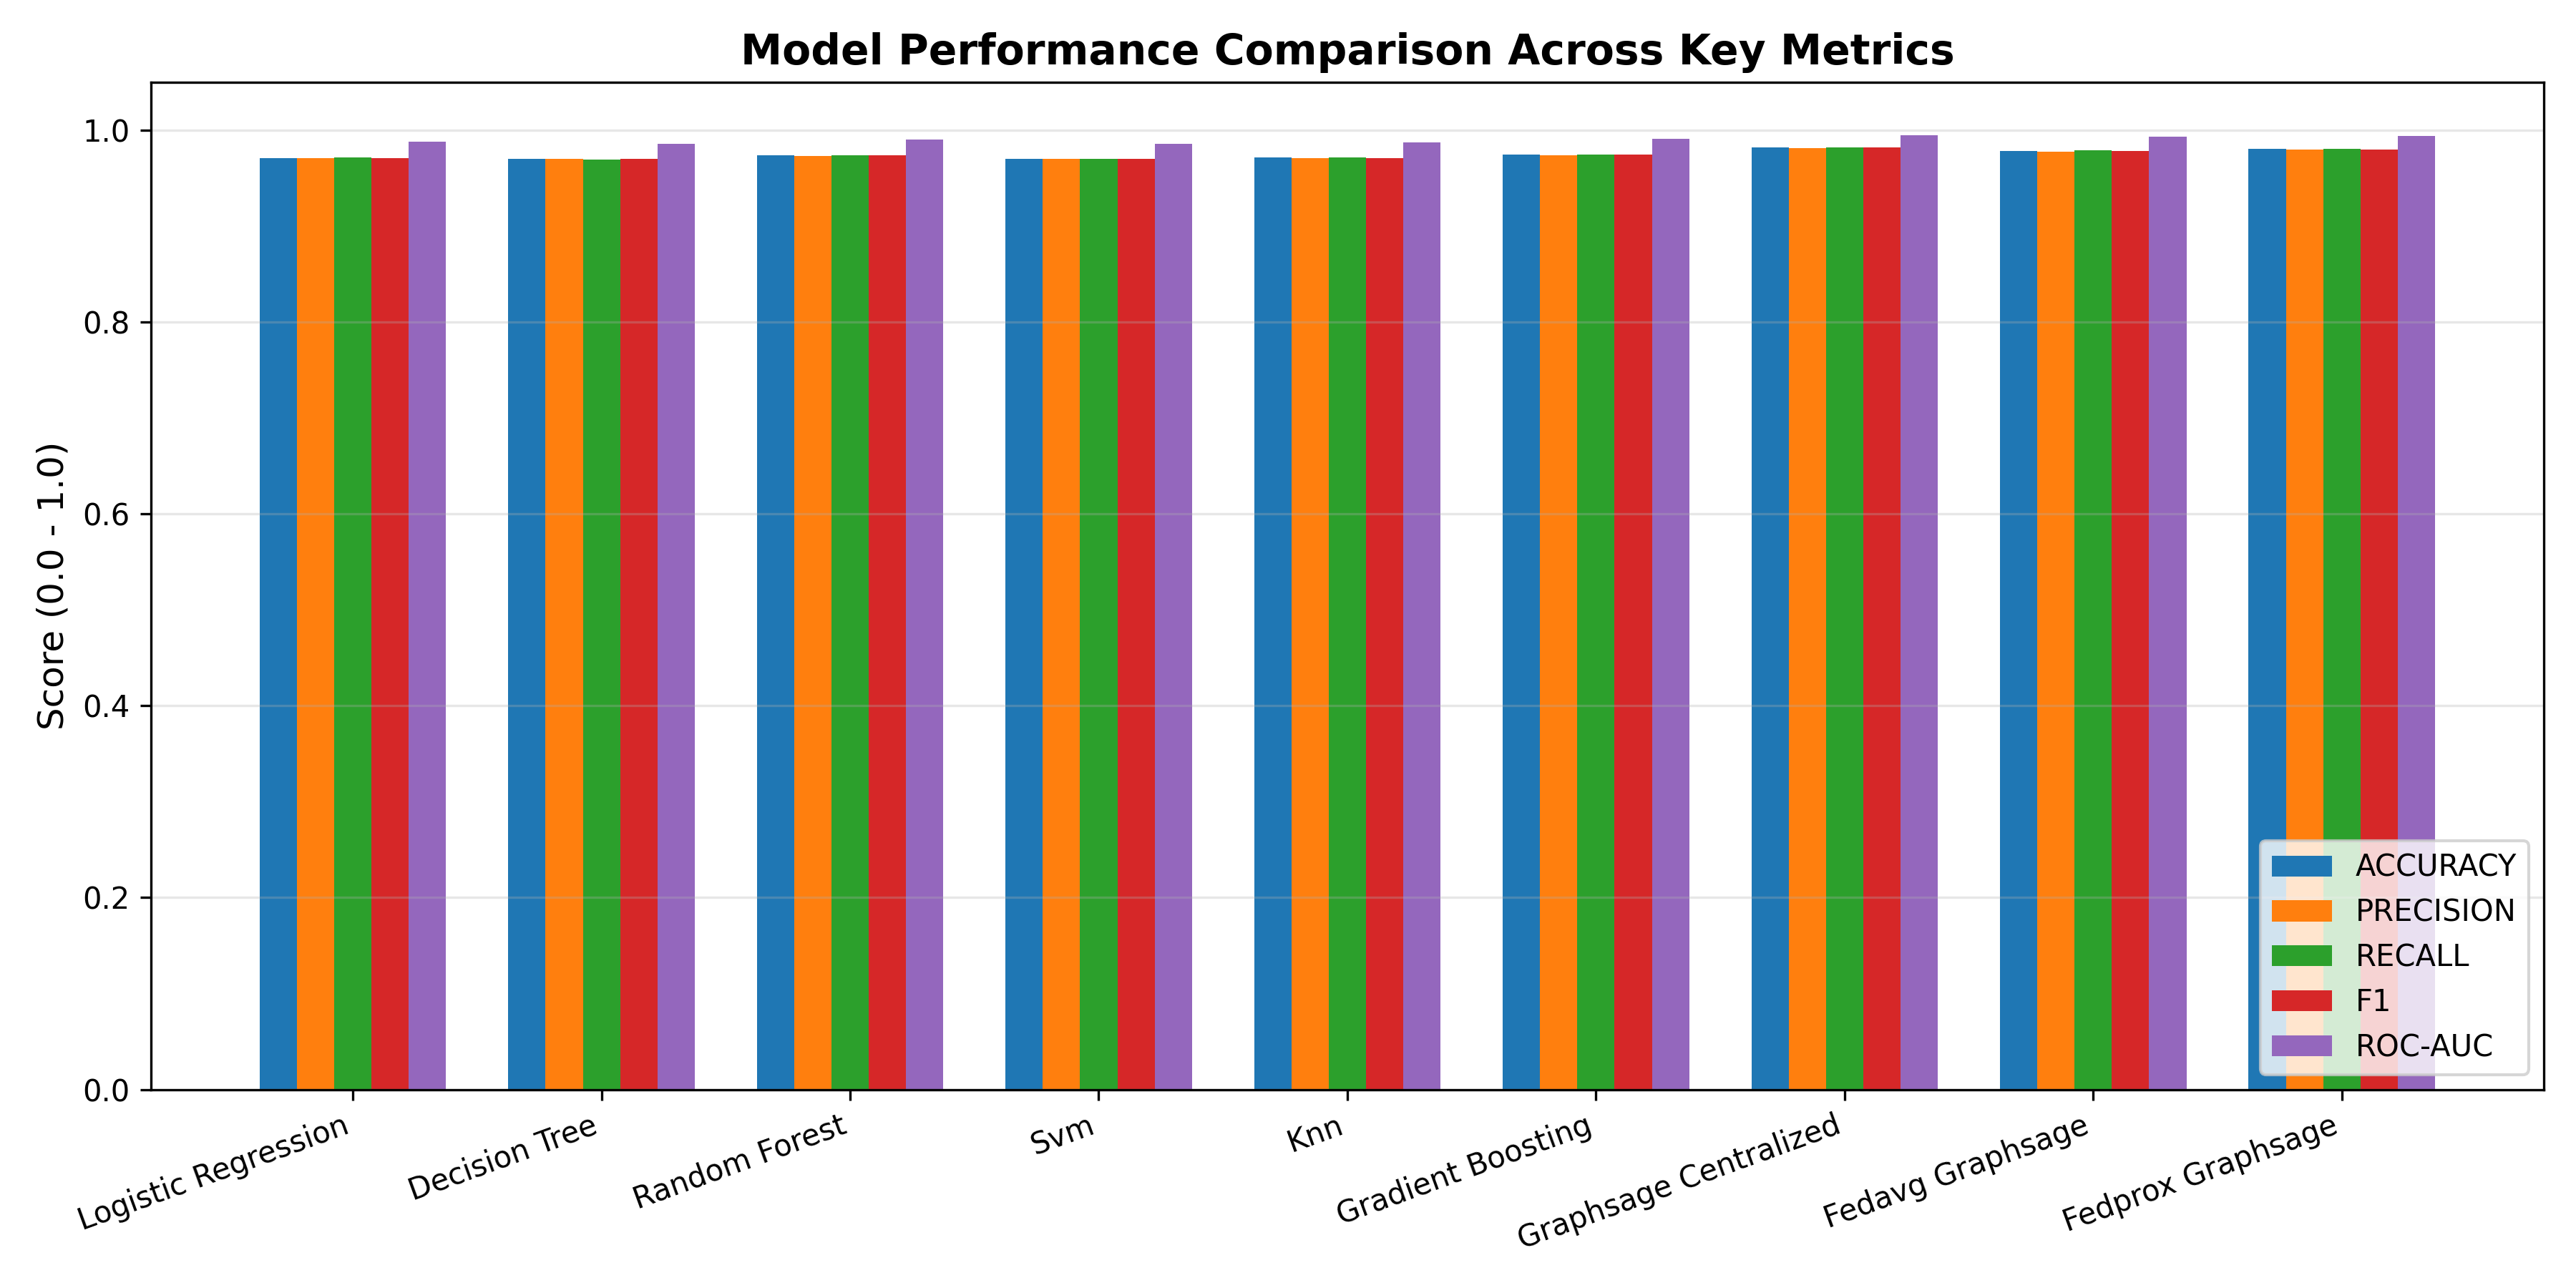 Model Performance Comparison Across Key Metrics
Score (0.0 - 1.0)
1.0
0.8
0.6
0.4
0.2
0.0
Logistic Regression
Decision Tree
Random Forest
Svm
Knn
Gradient Boosting
Graphsage Centralized
Fedavg Graphsage
Fedprox Graphsage
ACCURACY
PRECISION
RECALL
F1
ROC-AUC